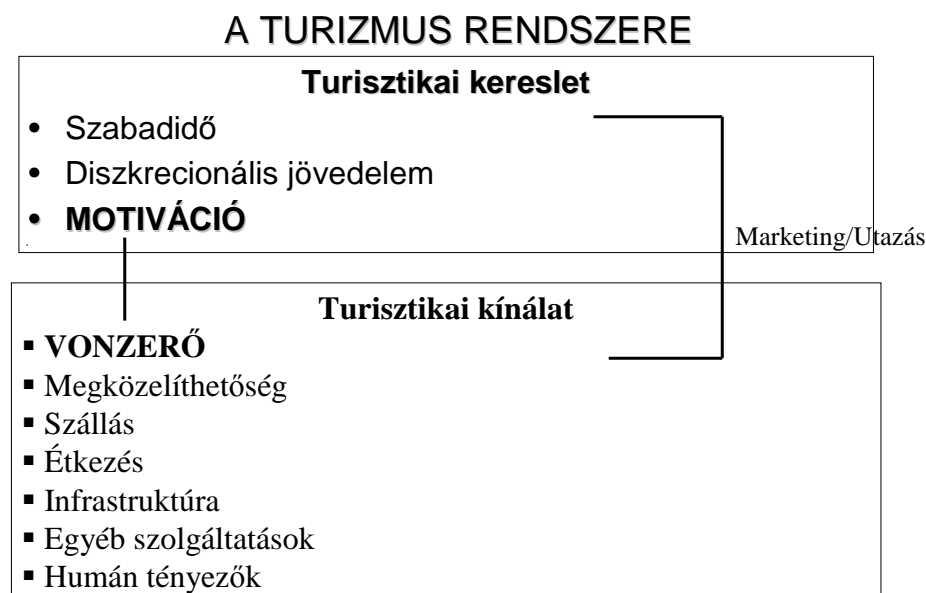 A TURIZMUS RENDSZERE
Turisztikai kereslet
• Szabadidő
• Diszkrecionális jövedelem
• MOTIVÁCIÓ
Marketing/Utazás
Turisztikai kínálat
▪ VONZERŐ
▪ Megközelíthetőség
▪ Szállás
▪ Étkezés
▪ Infrastruktúra
▪ Egyéb szolgáltatások
▪ Humán tényezők